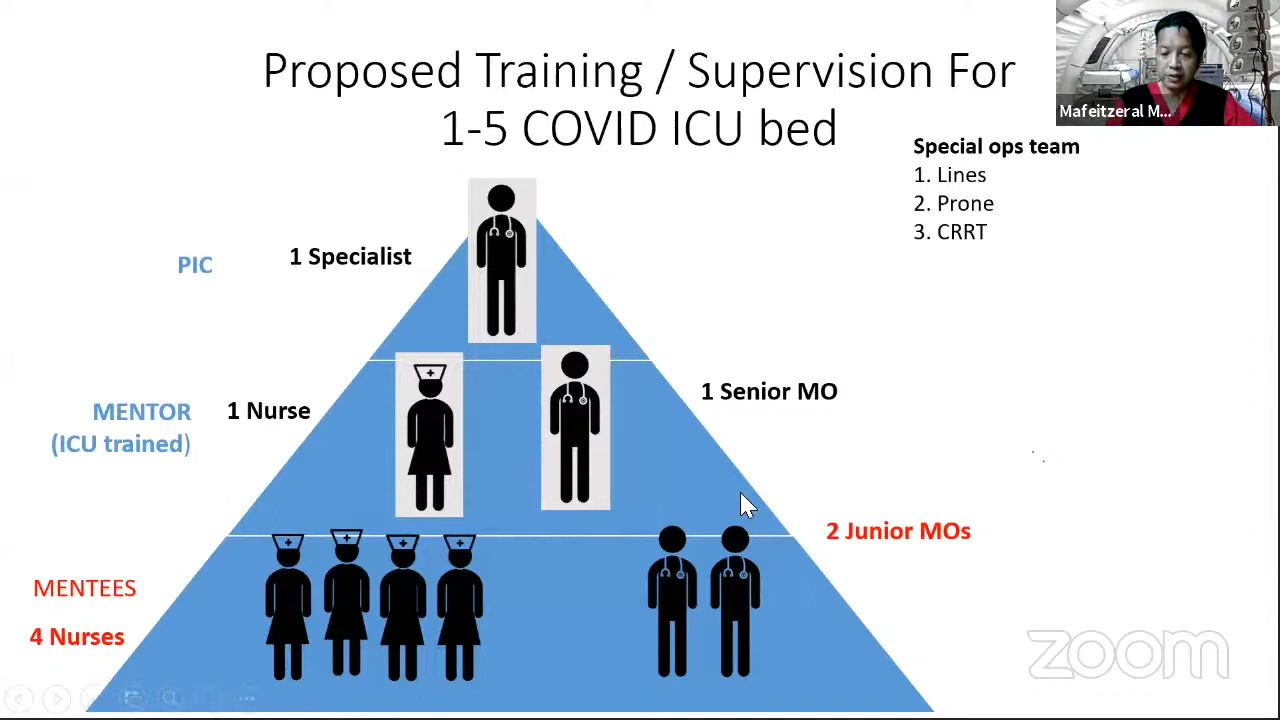 Proposed Training / Supervision For
1-5 COVID ICU bed
Mafeitzeral M...
Special ops team
1. Lines
2. Prone
3. CRRT
PIC
1 Specialist
MENTOR
(ICU trained)
1 Nurse
1 Senior MO
2 Junior MOs
MENTEES
4 Nurses
zoom